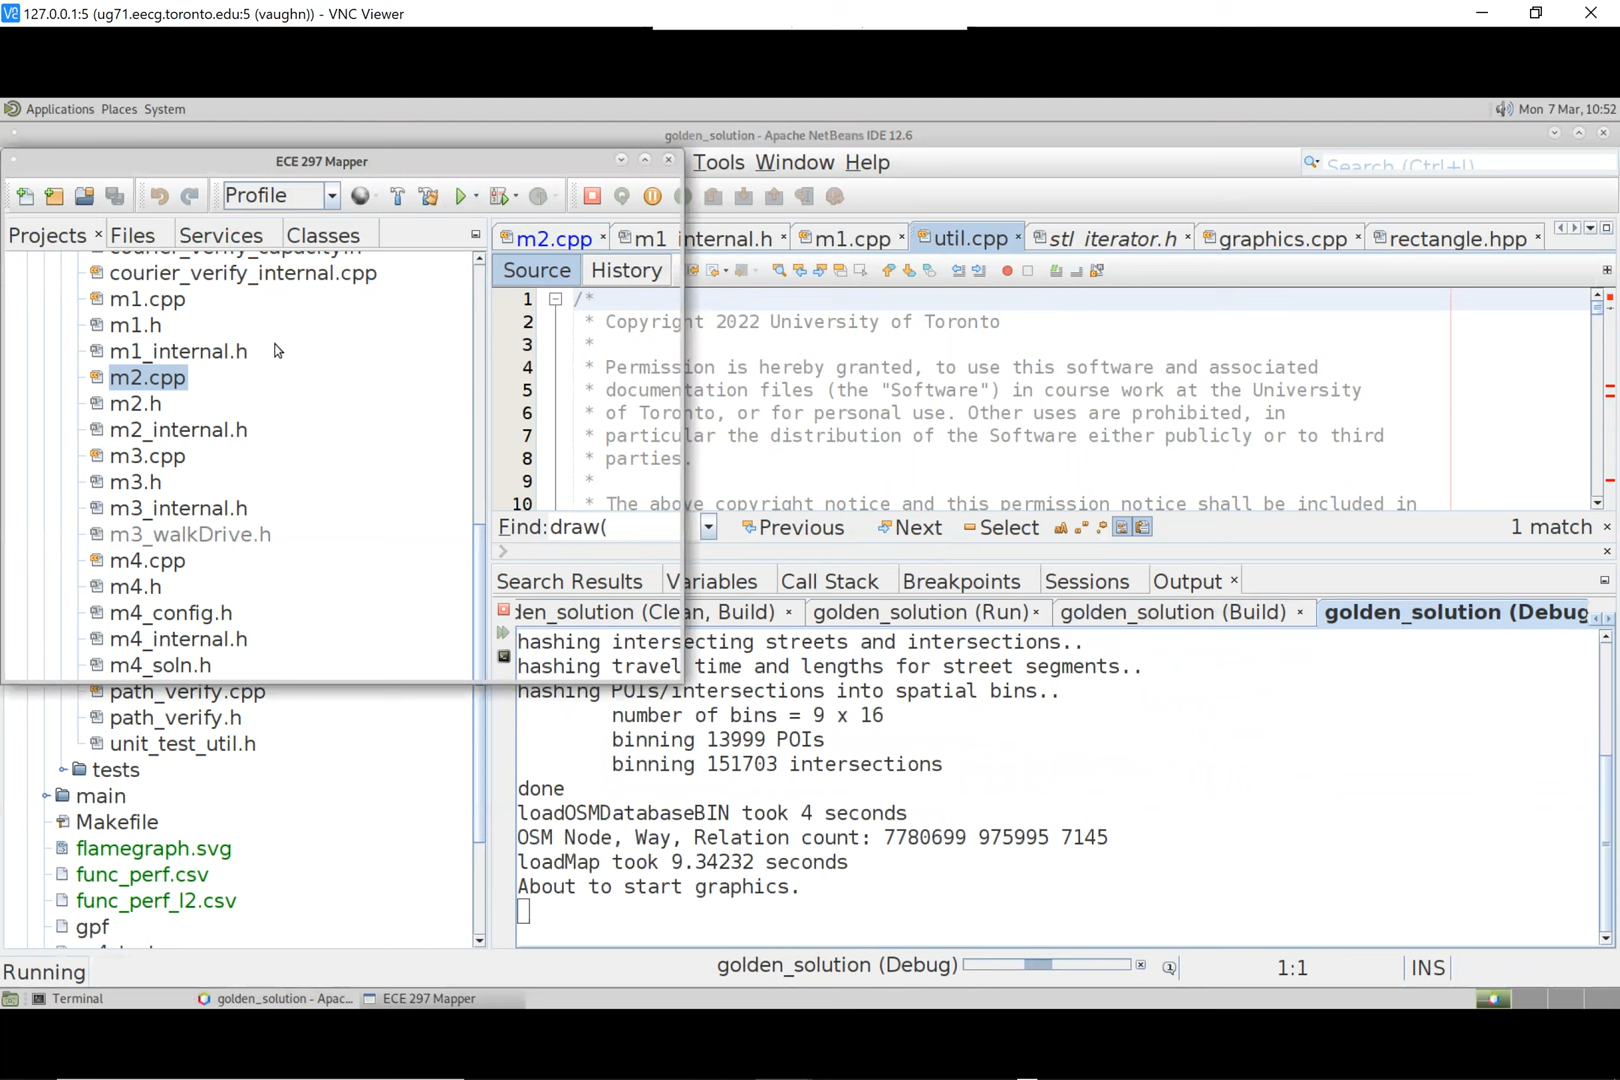 127.0.0.1:5 (ug71.eecg.toronto.edu:5 (vaughn)) - VNC Viewer
Applications Places System
Mon 7 Mar, 10:52
golden_solution - Apache NetBeans IDE 12.6
ECE 297 Mapper
Tools Window Help
Search (Ctrl+I)
Profile
Projects × Files Services Classes
m2.cpp × m1_internal.h × m1.cpp × util.cpp × stl_iterator.h × graphics.cpp × rectangle.hpp ×
Source History
courier_verify_capacity.h
courier_verify_internal.cpp
m1.cpp
m1.h
m1_internal.h
m2.cpp
m2.h
m2_internal.h
m3.cpp
m3.h
m3_internal.h
m3_walkDrive.h
m4.cpp
m4.h
m4_config.h
m4_internal.h
m4_soln.h
path_verify.cpp
path_verify.h
unit_test_util.h
tests
main
Makefile
flamegraph.svg
func_perf.csv
func_perf_l2.csv
gpf
1 /*
2 * Copyright 2022 University of Toronto
3 *
4 * Permission is hereby granted, to use this software and associated
5 * documentation files (the "Software") in course work at the University
6 * of Toronto, or for personal use. Other uses are prohibited, in
7 * particular the distribution of the Software either publicly or to third
8 * parties.
9 *
10 * The above copyright notice and this permission notice shall be included in
Find: draw( Previous Next Select 1 match ×
Search Results Variables Call Stack Breakpoints Sessions Output ×
den_solution (Clean, Build) × golden_solution (Run) × golden_solution (Build) × golden_solution (Debug
hashing intersecting streets and intersections..
hashing travel time and lengths for street segments..
hashing POIs/intersections into spatial bins..
number of bins = 9 x 16
binning 13999 POIs
binning 151703 intersections
done
loadOSMDatabaseBIN took 4 seconds
OSM Node, Way, Relation count: 7780699 975995 7145
loadMap took 9.34232 seconds
About to start graphics.
Running
golden_solution (Debug)
1:1
INS
Terminal
golden_solution - Apac...
ECE 297 Mapper